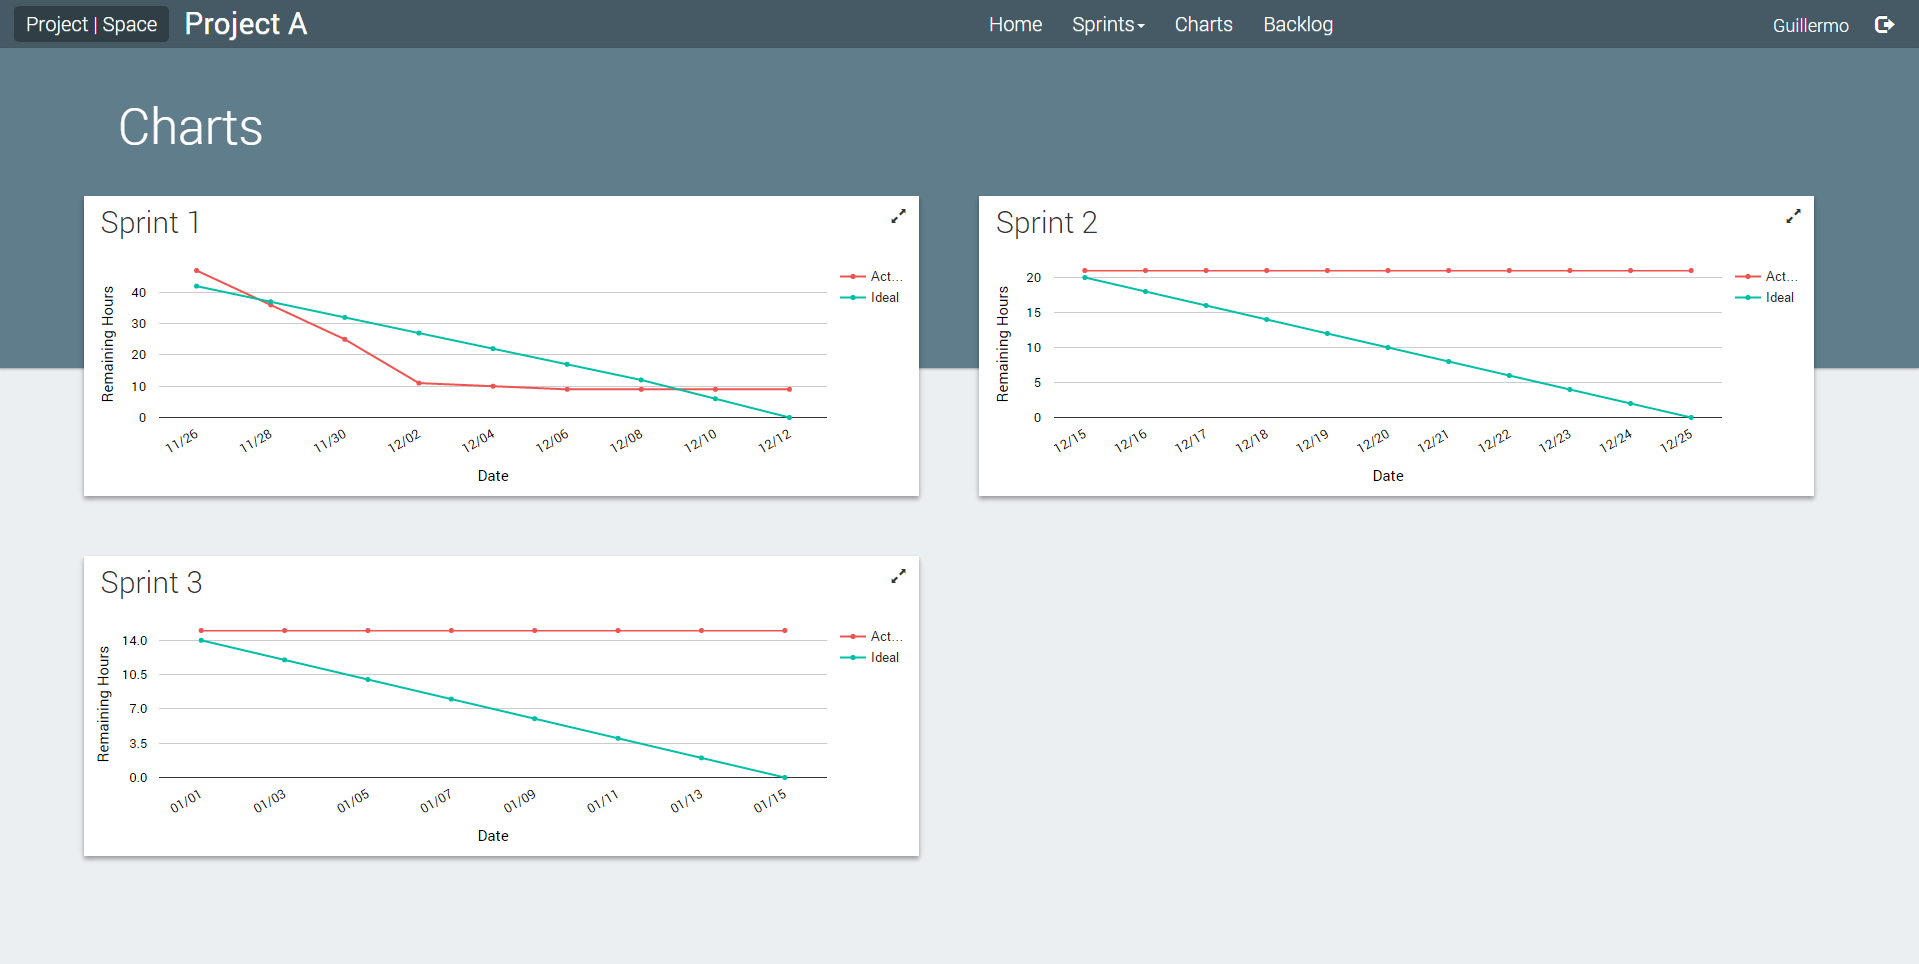 Project | Space Project A Home Sprints Charts Backlog Guillermo
Charts
Sprint 1
Remaining Hours
40
30
20
10
0
11/26 11/28 11/30 12/02 12/04 12/06 12/08 12/10 12/12
Date
Act...
Ideal
Sprint 2
Remaining Hours
20
15
10
5
0
12/15 12/16 12/17 12/18 12/19 12/20 12/21 12/22 12/23 12/24 12/25
Date
Act...
Ideal
Sprint 3
Remaining Hours
14.0
10.5
7.0
3.5
0.0
01/01 01/03 01/05 01/07 01/09 01/11 01/13 01/15
Date
Act...
Ideal